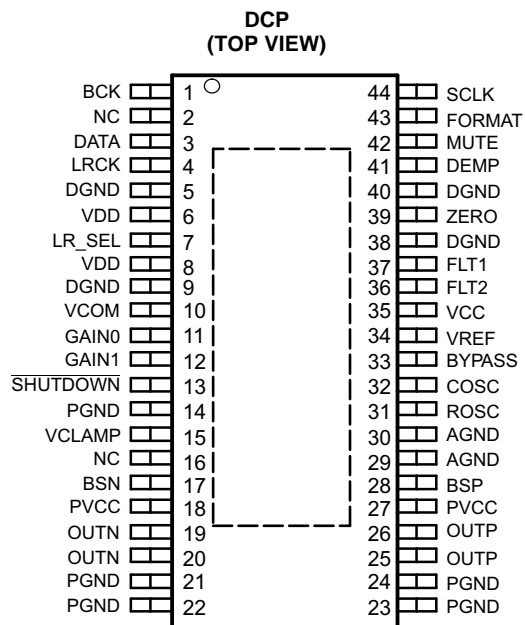 DCP
(TOP VIEW)
BCK 1 44 SCLK
NC 2 43 FORMAT
DATA 3 42 MUTE
LRCK 4 41 DEMP
DGND 5 40 DGND
VDD 6 39 ZERO
LR_SEL 7 38 DGND
VDD 8 37 FLT1
DGND 9 36 FLT2
VCOM 10 35 VCC
GAIN0 11 34 VREF
GAIN1 12 33 BYPASS
SHUTDOWN 13 32 COSC
PGND 14 31 ROSC
VCLAMP 15 30 AGND
NC 16 29 AGND
BSN 17 28 BSP
PVCC 18 27 PVCC
OUTN 19 26 OUTP
OUTN 20 25 OUTP
PGND 21 24 PGND
PGND 22 23 PGND